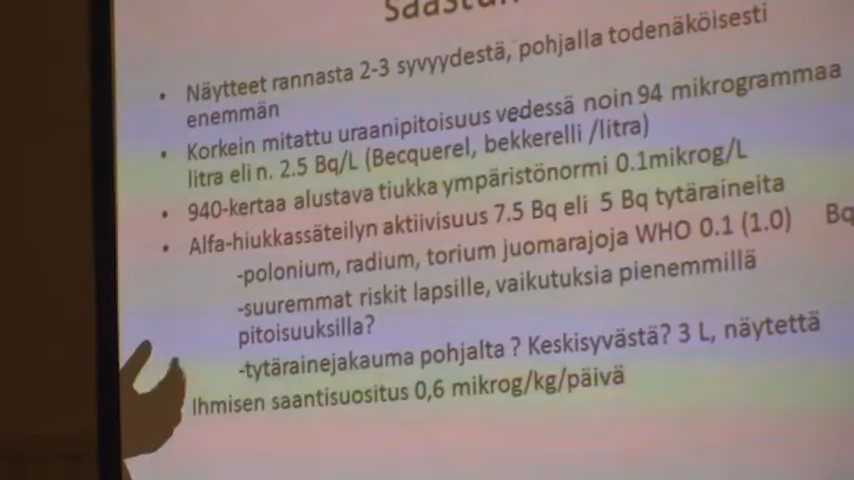 • Näytteet rannasta 2-3 syvyydestä, pohjalla todenäköisesti
enemmän
• Korkein mitattu uraanipitoisuus vedessä noin 94 mikrogrammaa
litra eli n. 2.5 Bq/L (Becquerel, bekkerelli /litra)
• 940-kertaa alustava tiukka ympäristönormi 0.1mikrog/L
• Alfa-hiukkassäteilyn aktiivisuus 7.5 Bq eli 5 Bq tytäraineita
-polonium, radium, torium juomarajoja WHO 0.1 (1.0) Bq
-suuremmat riskit lapsille, vaikutuksia pienemmillä
pitoisuuksilla?
-tytärainejakauma pohjalta ? Keskisyvästä? 3 L, näytettä
Ihmisen saantisuositus 0,6 mikrog/kg/päivä